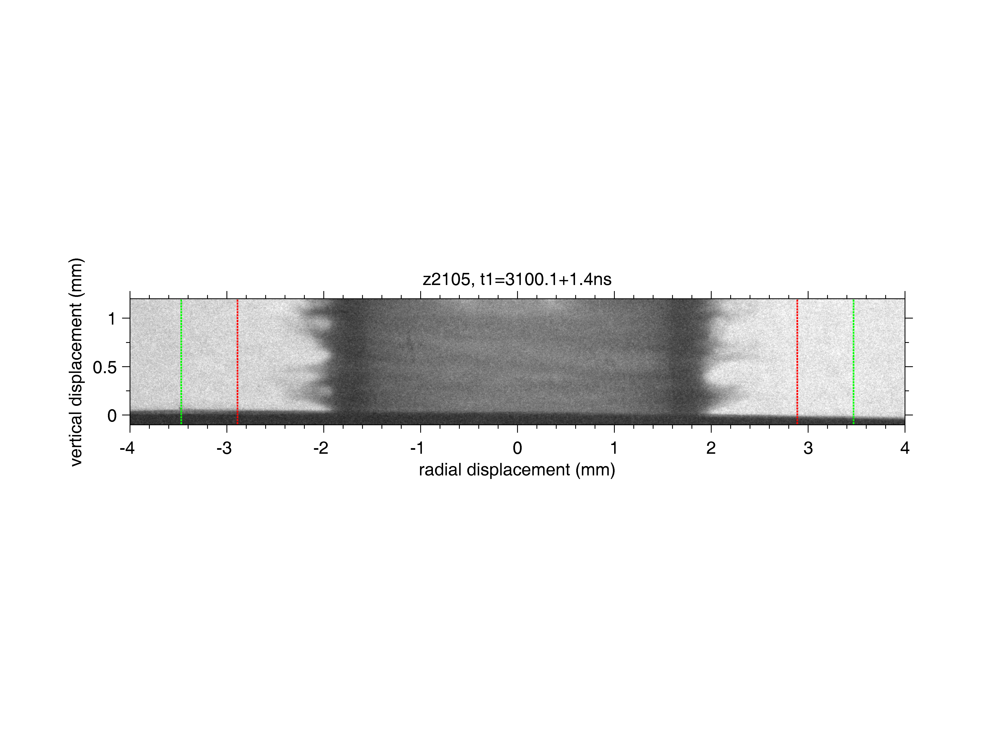 z2105, t1=3100.1+1.4ns
vertical displacement (mm)
1
0.5
0
-4 -3 -2 -1 0 1 2 3 4
radial displacement (mm)